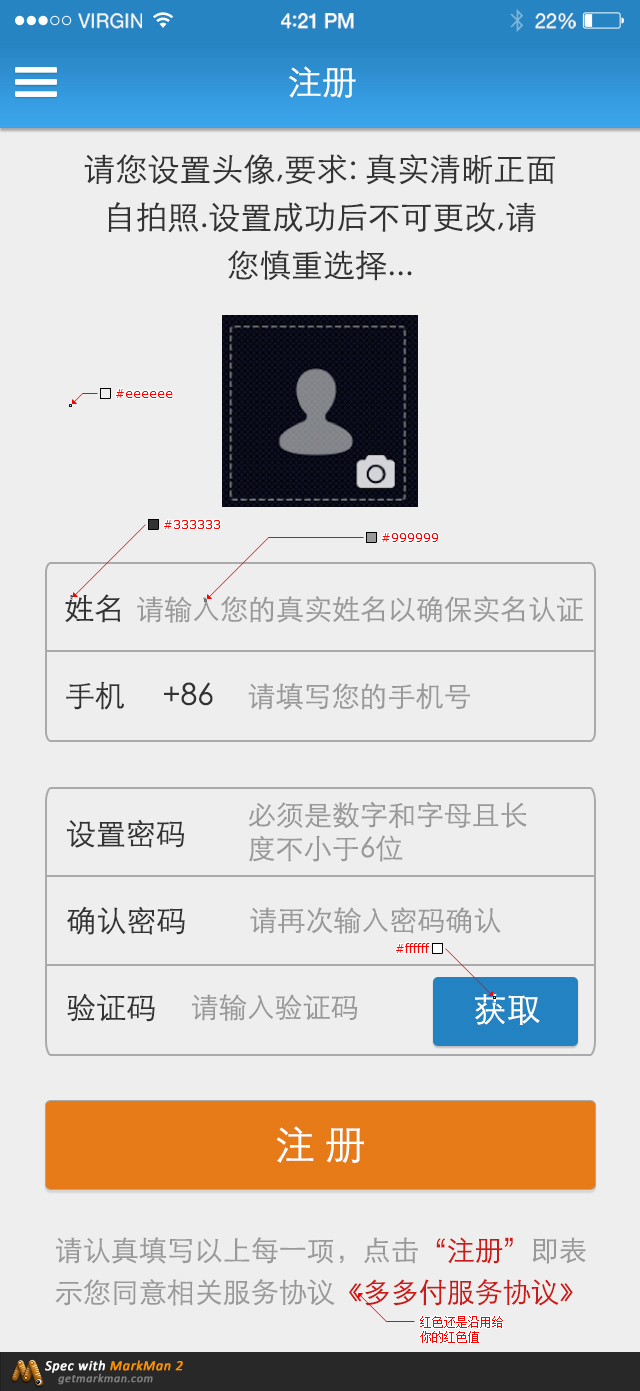 VIRGIN 4:21 PM 22%
注册
请您设置头像,要求: 真实清晰正面
自拍照.设置成功后不可更改,请
您慎重选择...
#eeeeee
#333333
#999999
姓名 请输入您的真实姓名以确保实名认证
手机 +86 请填写您的手机号
设置密码 必须是数字和字母且长
度不小于6位
确认密码 请再次输入密码确认
#ffffff
验证码 请输入验证码 获取
注 册
请认真填写以上每一项，点击“注册”即表
示您同意相关服务协议《多多付服务协议》
红色还是沿用给
你的红色值
Spec with MarkMan 2
getmarkman.com